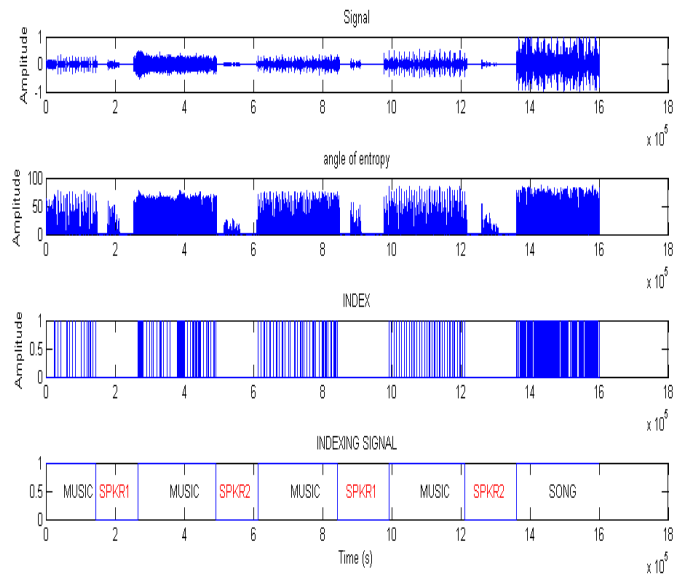 Signal
Amplitude
1
0
-1
0 2 4 6 8 10 12 14 16 18
x 10^5
angle of entropy
Amplitude
100
50
0
0 2 4 6 8 10 12 14 16 18
x 10^5
INDEX
Amplitude
1
0.5
0
0 2 4 6 8 10 12 14 16 18
x 10^5
INDEXING SIGNAL
1
0.5
0
MUSIC SPKR1 MUSIC SPKR2 MUSIC SPKR1 MUSIC SPKR2 SONG
0 2 4 6 8 10 12 14 16 18
Time (s)
x 10^5